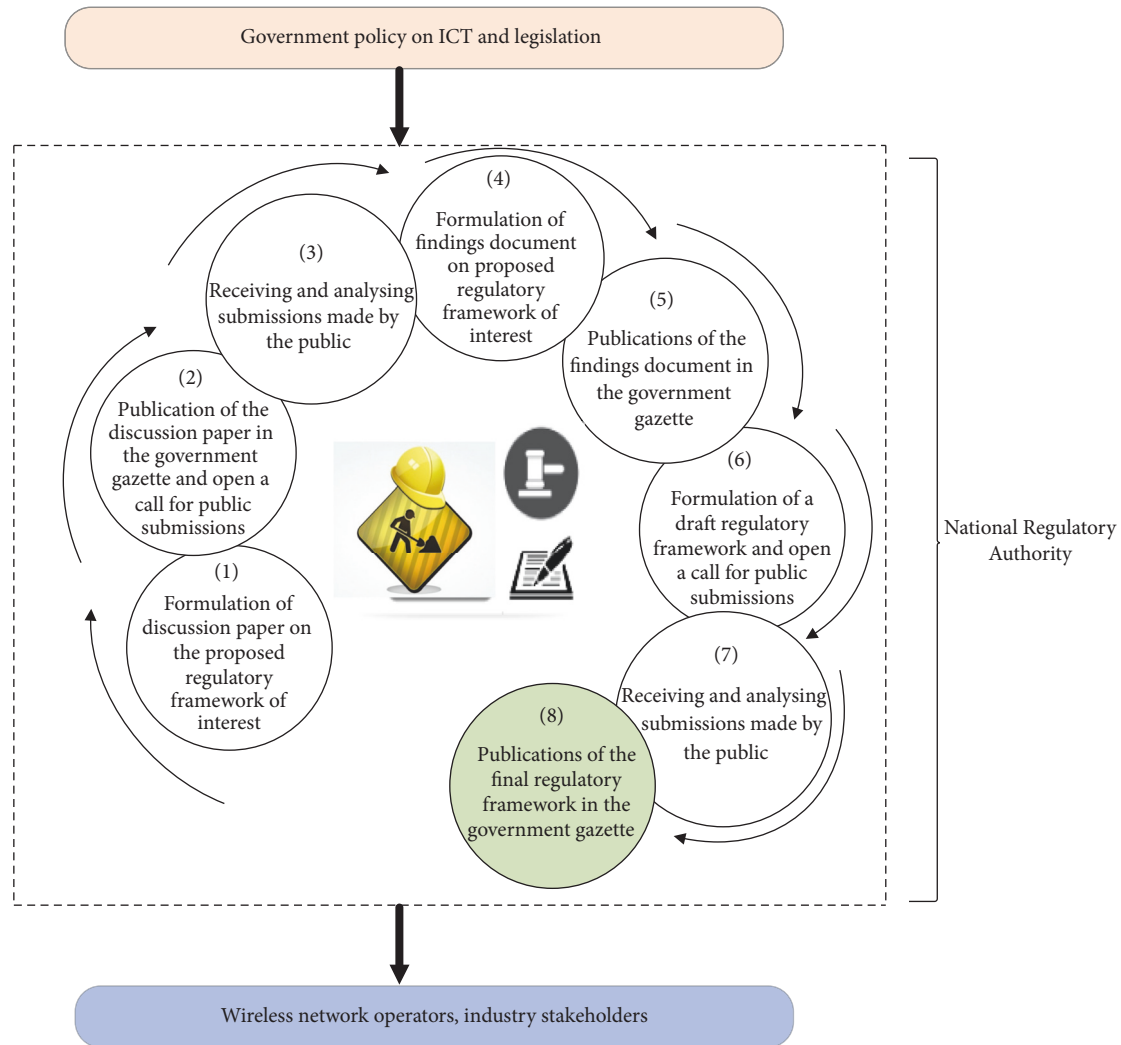 Government policy on ICT and legislation
(1)
Formulation of
discussion paper on
the proposed
regulatory
framework of
interest
(2)
Publication of the
discussion paper in
the government
gazette and open a
call for public
submissions
(3)
Receiving and analysing
submissions made by
the public
(4)
Formulation of
findings document
on proposed
regulatory
framework of
interest
(5)
Publications of the
findings document in
the government
gazette
(6)
Formulation of a
draft regulatory
framework and open
a call for public
submissions
(7)
Receiving and analysing
submissions made by
the public
(8)
Publications of the
final regulatory
framework in the
government gazette
National Regulatory
Authority
Wireless network operators, industry stakeholders